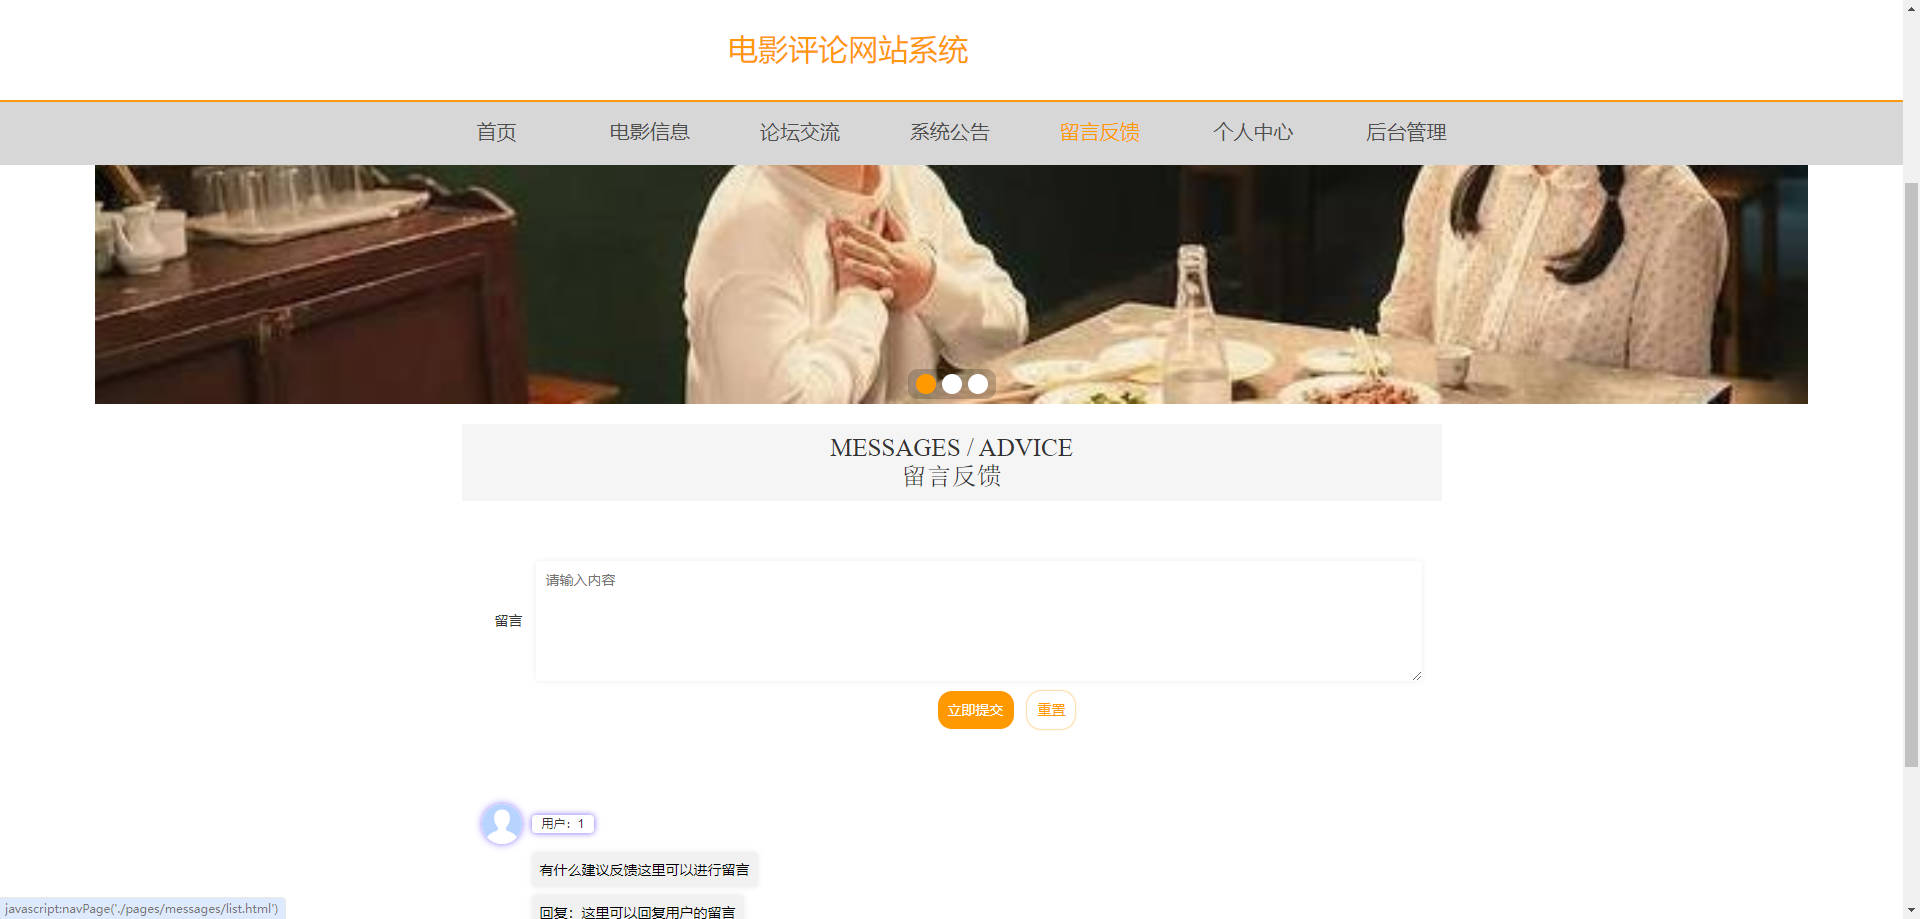 电影评论网站系统
首页 电影信息 论坛交流 系统公告 留言反馈 个人中心 后台管理
MESSAGES / ADVICE
留言反馈
请输入内容
留言
立即提交 重置
用户：1
有什么建议反馈这里可以进行留言
回复：这里可以回复用户的留言
javascript:navPage('./pages/messages/list.html')